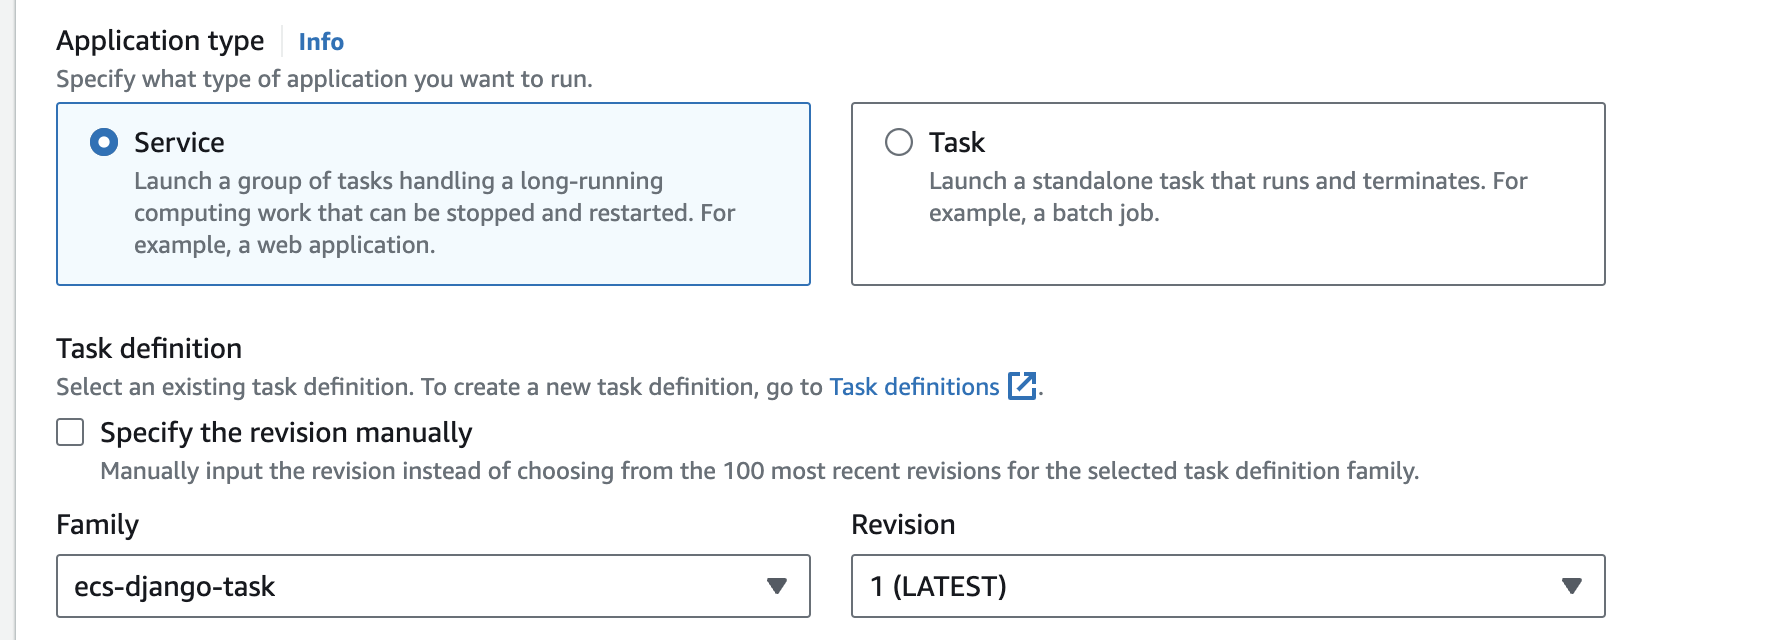 Application type Info
Specify what type of application you want to run.
Service
Launch a group of tasks handling a long-running
computing work that can be stopped and restarted. For
example, a web application.
Task
Launch a standalone task that runs and terminates. For
example, a batch job.
Task definition
Select an existing task definition. To create a new task definition, go to Task definitions.
Specify the revision manually
Manually input the revision instead of choosing from the 100 most recent revisions for the selected task definition family.
Family
ecs-django-task
Revision
1 (LATEST)